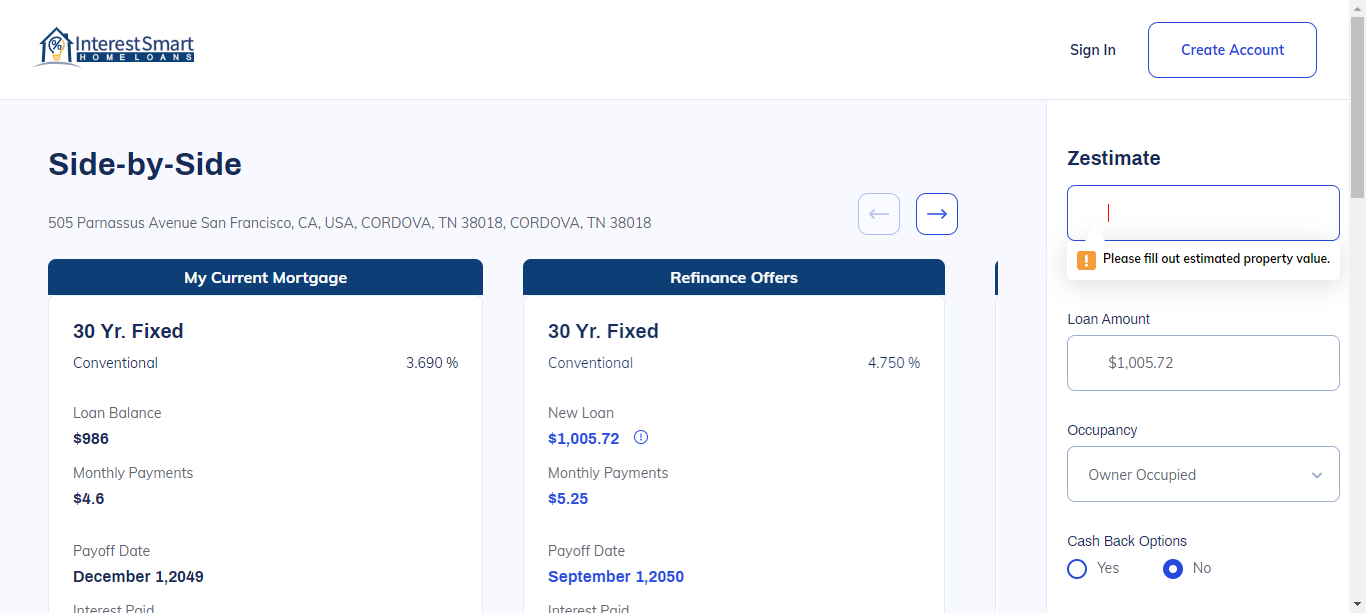 InterestSmart
HOME LOANS
Sign In
Create Account
Side-by-Side
505 Parnassus Avenue San Francisco, CA, USA, CORDOVA, TN 38018, CORDOVA, TN 38018
My Current Mortgage
30 Yr. Fixed
Conventional 3.690 %
Loan Balance
$986
Monthly Payments
$4.6
Payoff Date
December 1,2049
Interest Paid
Refinance Offers
30 Yr. Fixed
Conventional 4.750 %
New Loan
$1,005.72
Monthly Payments
$5.25
Payoff Date
September 1,2050
Interest Paid
Zestimate
Please fill out estimated property value.
Loan Amount
$1,005.72
Occupancy
Owner Occupied
Cash Back Options
Yes No